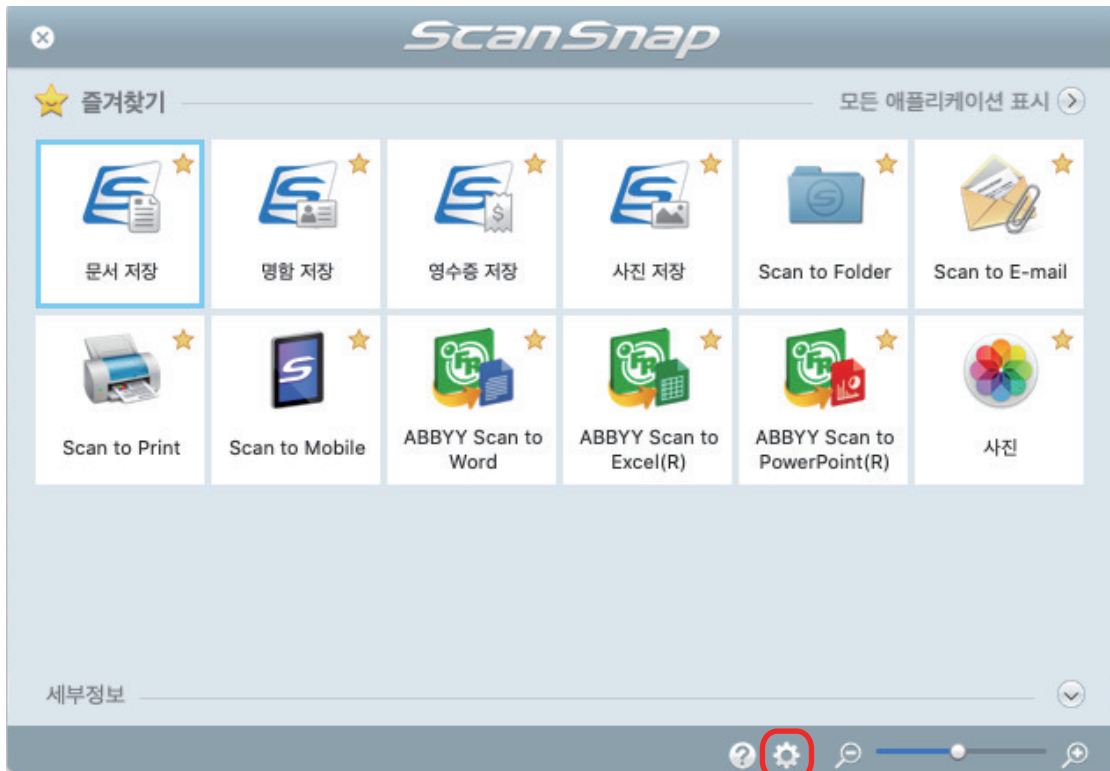 ScanSnap
즐겨찾기
모든 애플리케이션 표시
문서 저장
명함 저장
영수증 저장
사진 저장
Scan to Folder
Scan to E-mail
Scan to Print
Scan to Mobile
ABBYY Scan to
Word
ABBYY Scan to
Excel(R)
ABBYY Scan to
PowerPoint(R)
사진
세부정보